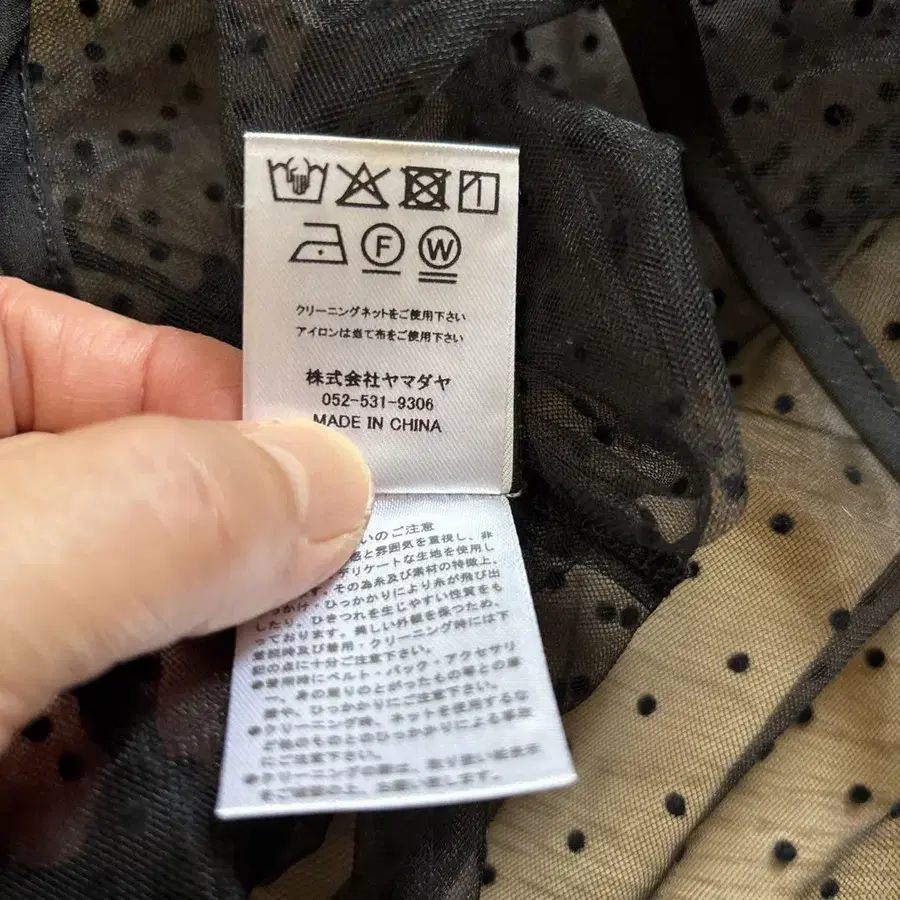 F W
クリーニングネットをご使用下さい
アイロンは当て布をご使用下さい
株式会社ヤマダヤ
052-531-9306
MADE IN CHINA
いのご注意
感と雰囲気を重視し、非
デリケートな生地を使用し
す。その為糸及び素材の特徴上、
っかけ・ひっかかりにより糸が飛び出
したり、ひきつれを生じやすい性質をも
っております。美しい外観を保つため、
着脱時及び着用・クリーニング時には下
記の点に十分ご注意下さい。
●着用時にベルト・バック・アクセサリ
ー、身の周りのとがったもの等との摩
擦や、ひっかかりにご注意下さい。
●クリーニング時、ネットを使用するな
ど他のものとのひっかかりによる事故
にご注意下さい。
●クリーニングの際は、取り扱い絵表示
をご確認の上、お願い致します。